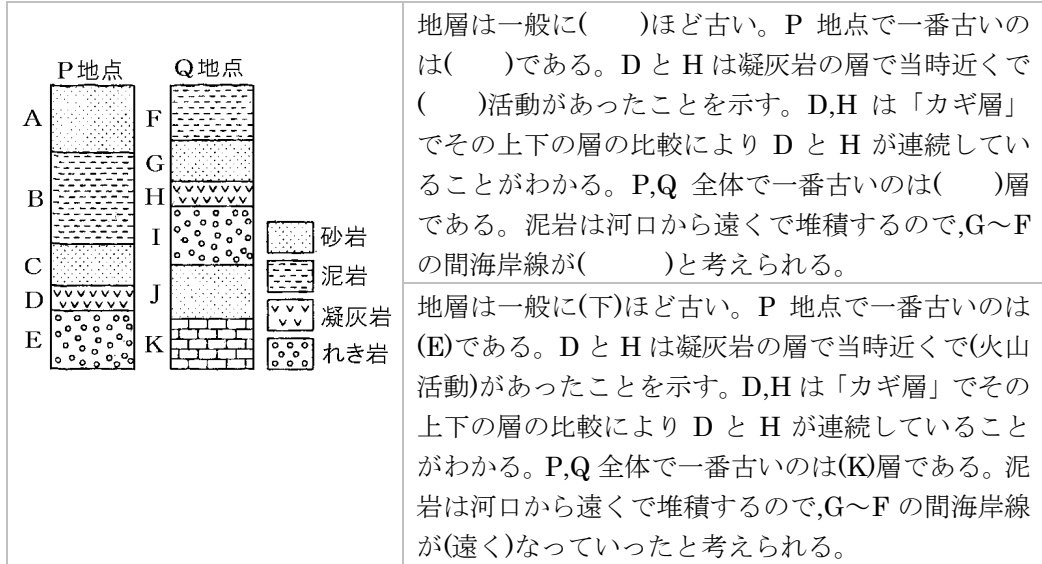 P地点 Q地点
A
B
C
D
E
F
G
H
I
J
K
砂岩
泥岩
凝灰岩
れき岩
地層は一般に(　　)ほど古い。P 地点で一番古いの
は(　　)である。D と H は凝灰岩の層で当時近くで
(　　)活動があったことを示す。D,H は「カギ層」
でその上下の層の比較により D と H が連続してい
ることがわかる。P,Q 全体で一番古いのは(　　)層
である。泥岩は河口から遠くで堆積するので,G～F
の間海岸線が(　　　)と考えられる。
地層は一般に(下)ほど古い。P 地点で一番古いのは
(E)である。D と H は凝灰岩の層で当時近くで(火山
活動)があったことを示す。D,H は「カギ層」でその
上下の層の比較により D と H が連続していること
がわかる。P,Q 全体で一番古いのは(K)層である。泥
岩は河口から遠くで堆積するので,G～F の間海岸線
が(遠く)なっていったと考えられる。